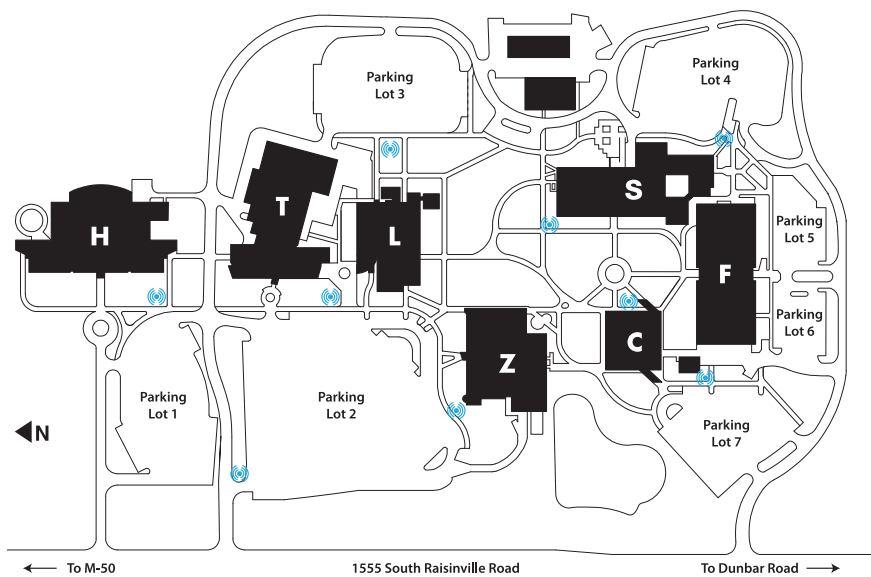 Parking
Lot 3
Parking
Lot 4
T
S
H
L
Parking
Lot 5
F
Parking
Lot 6
C
Z
Parking
Lot 1
Parking
Lot 2
Parking
Lot 7
N
To M-50
1555 South Raisinville Road
To Dunbar Road